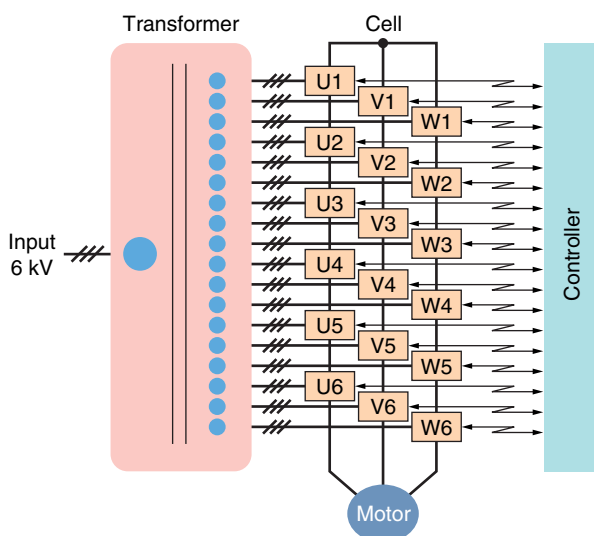 Transformer
Cell
U1
V1
W1
U2
V2
W2
U3
V3
W3
Input
6 kV
U4
V4
W4
U5
V5
W5
U6
V6
W6
Controller
Motor